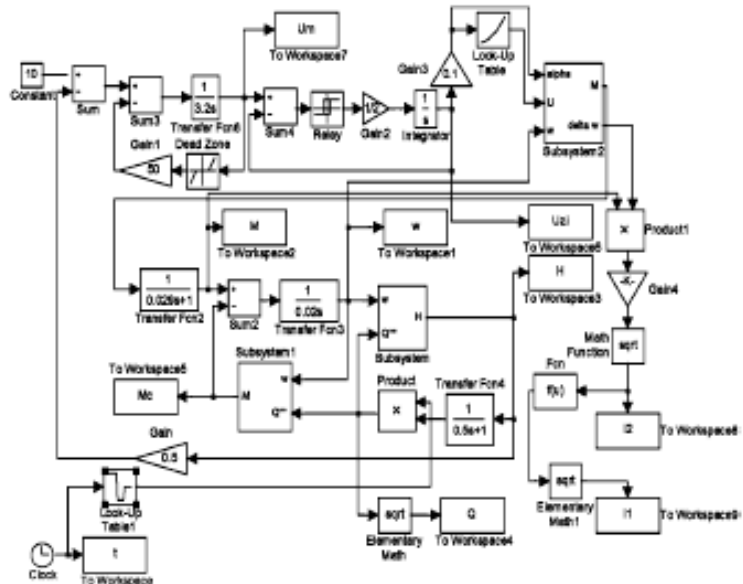 Um
To Workspace7
10
Constant
+
-
Sum
+
-
Sum3
1
3.2s
Transfer Fcn6
+
-
Sum4
Relay
1/2
Gain2
1
s
Integrator
Gain3
0.1
Look-Up
Table
alpha
U
w
M
delta w
Subsystem2
Dead Zone
Gain1
50
M
To Workspace2
w
To Workspace1
Uzi
To Workspace6
x
Product1
H
To Workspace3
-K-
Gain4
1
0.026s+1
Transfer Fcn2
+
-
Sum2
1
0.02s
Transfer Fcn3
w
Q^
H
Subsystem
Math
Function
sqrt
To Workspace5
Mc
Subsystem1
w
M
Q^
Product
x
Transfer Fcn4
1
0.5s+1
Fcn
f(u)
I2
To Workspace8
Gain
0.5
Look-Up
Table1
sqrt
Elementary
Math
Q
To Workspace4
sqrt
Elementary
Math1
I1
To Workspace9
Clock
t
To Workspace